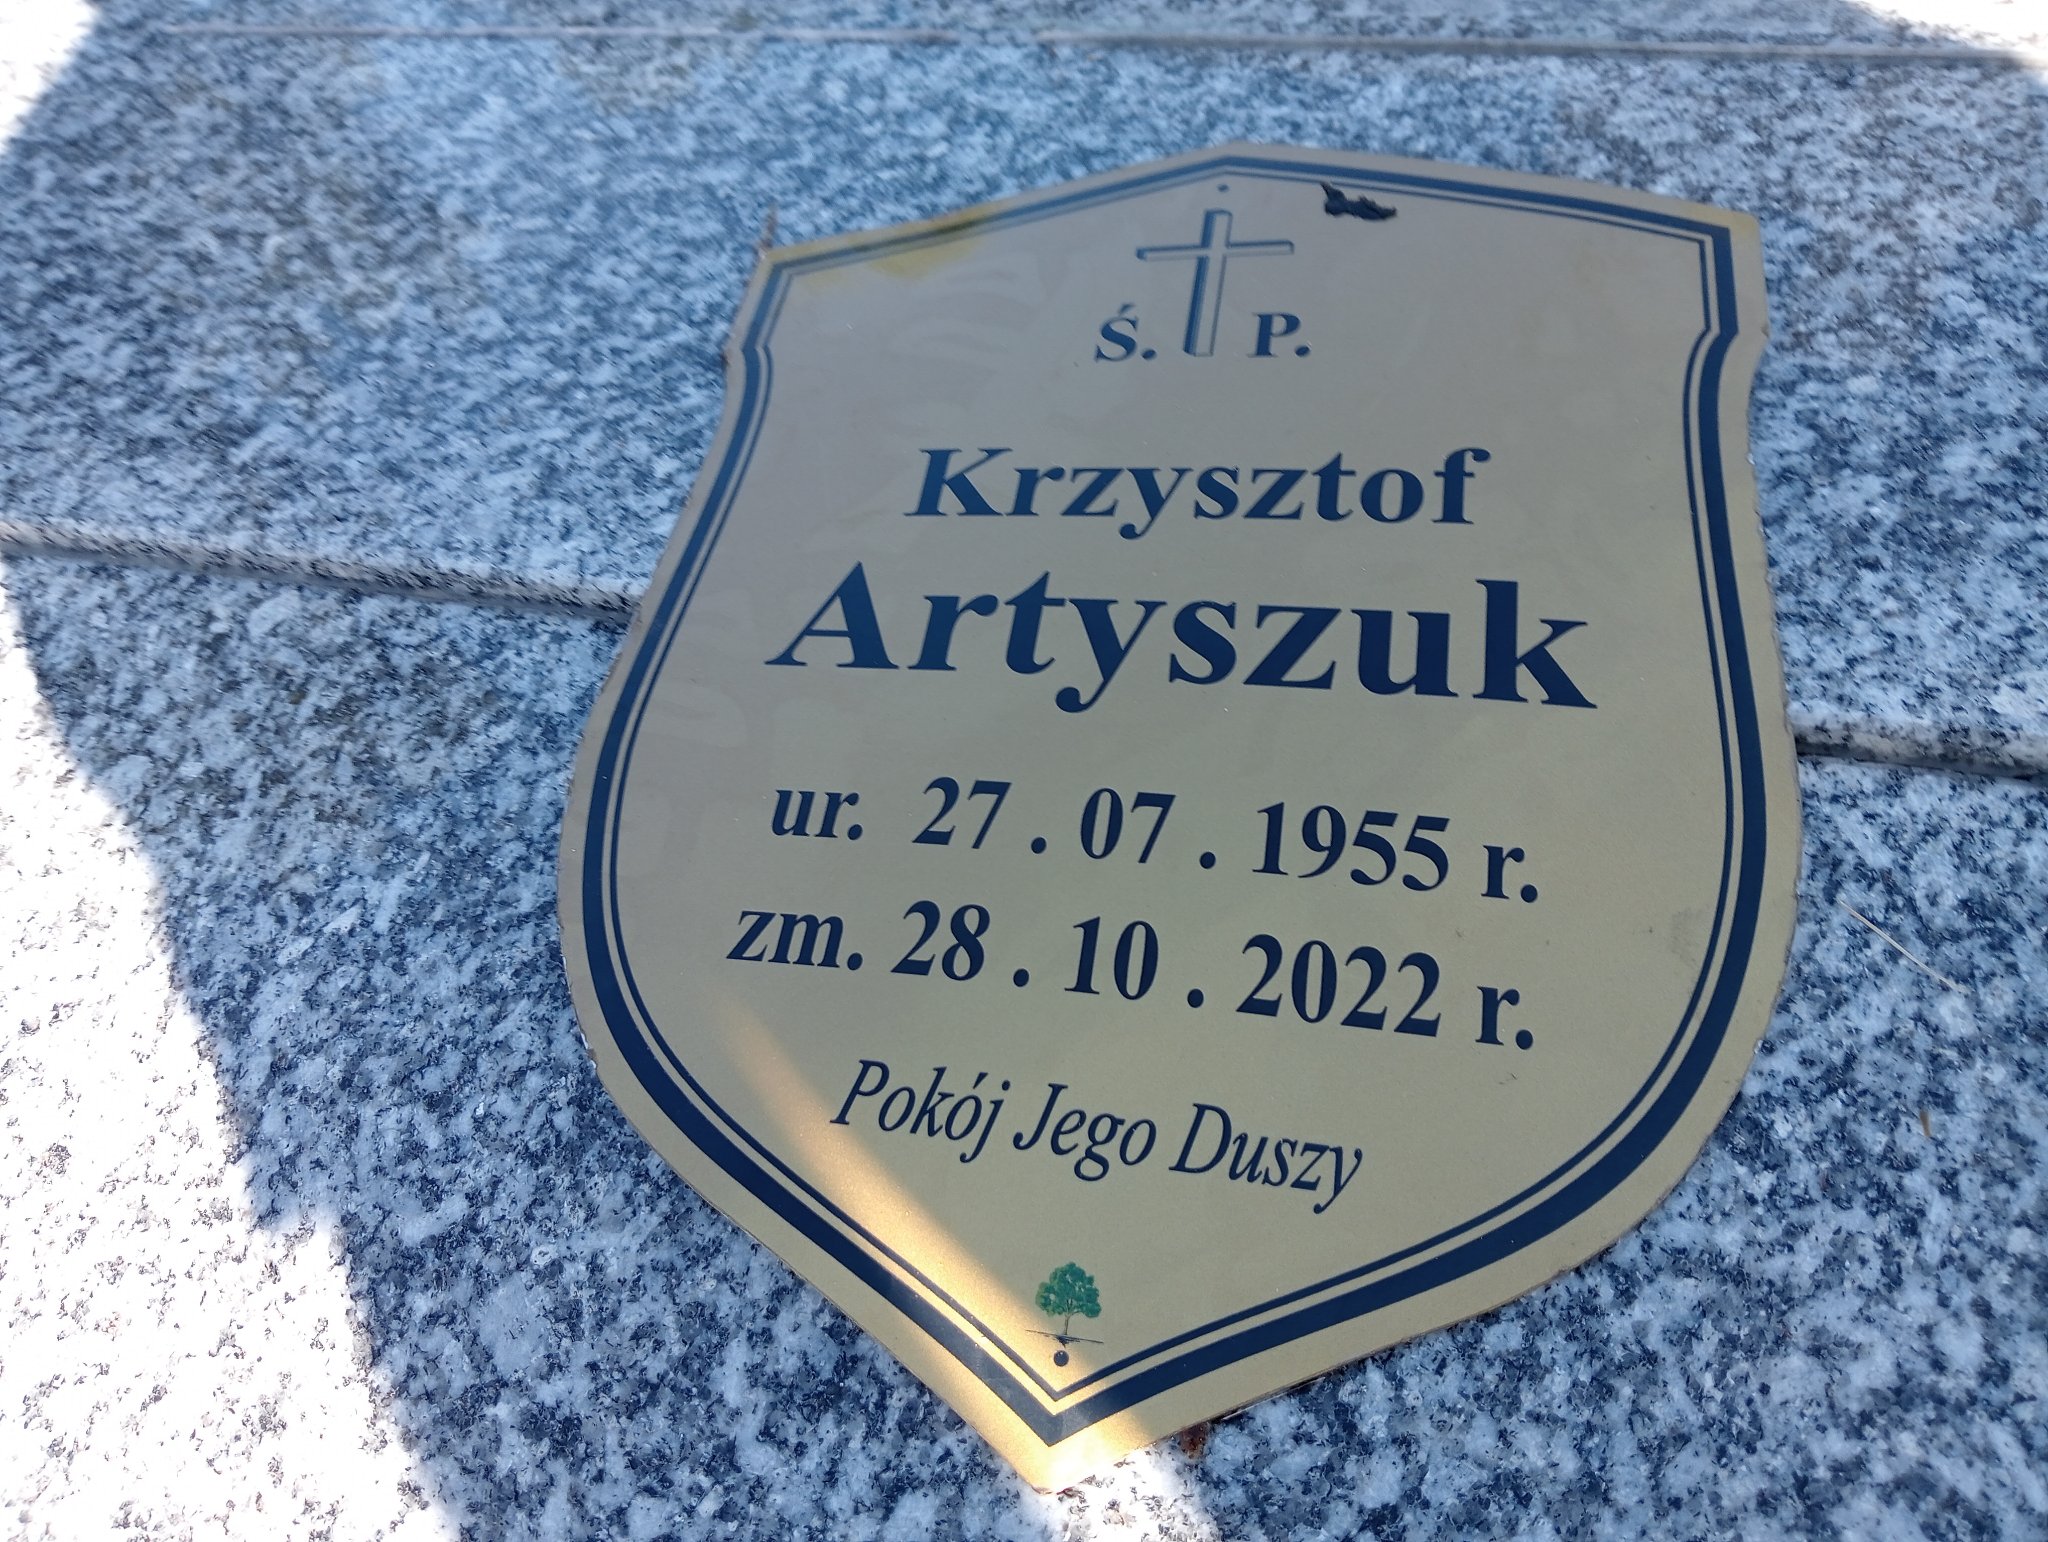 Ś. P.
Krzysztof
Artyszuk
ur. 27 . 07 . 1955 r.
zm. 28 . 10 . 2022 r.
Pokój Jego Duszy